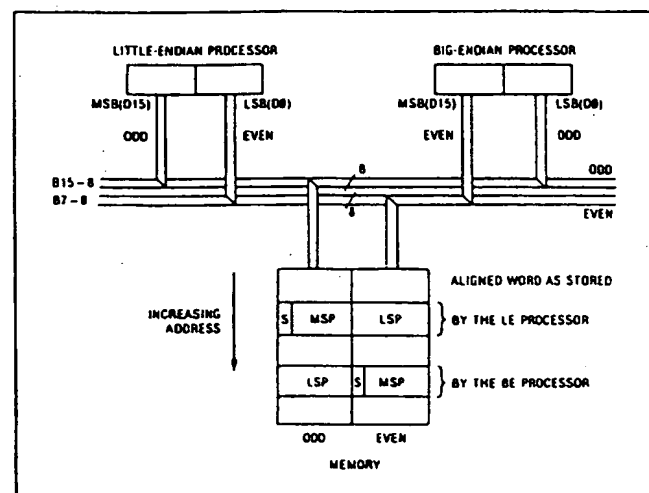 LITTLE-ENDIAN PROCESSOR
BIG-ENDIAN PROCESSOR
MSB(D15)
LSB(D0)
MSB(D15)
LSB(D0)
ODD
EVEN
EVEN
ODD
8
ODD
B15-8
B7-0
8
EVEN
ALIGNED WORD AS STORED
INCREASING
ADDRESS
S MSP LSP } BY THE LE PROCESSOR
LSP S MSP } BY THE BE PROCESSOR
ODD EVEN
MEMORY